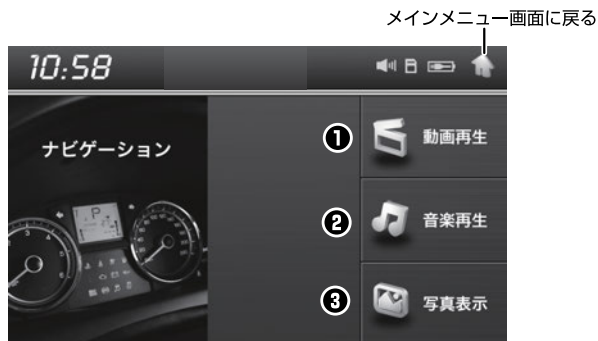 メインメニュー画面に戻る
10:58
ナビゲーション
P
❶ 動画再生
❷ 音楽再生
❸ 写真表示